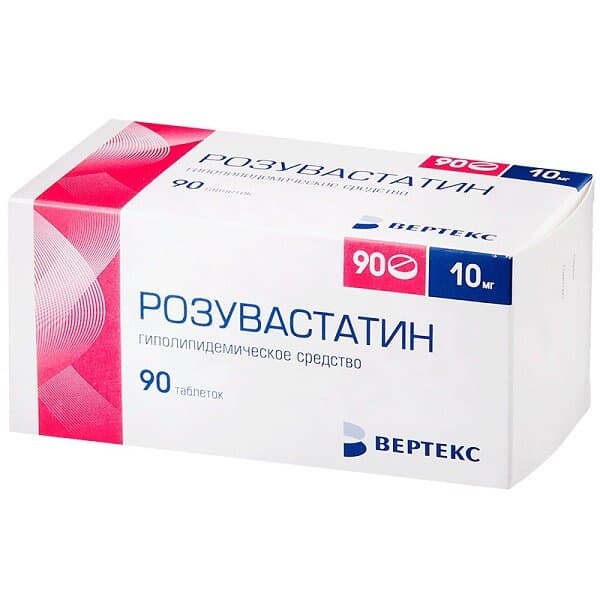 РОЗУВАСТАТИН
гиполипидемическое средство
90 таблеток
90
10 мг
ВЕРТЕКС
90
10 мг
РОЗУВАСТАТИН
гиполипидемическое средство
90 таблеток
ВЕРТЕКС